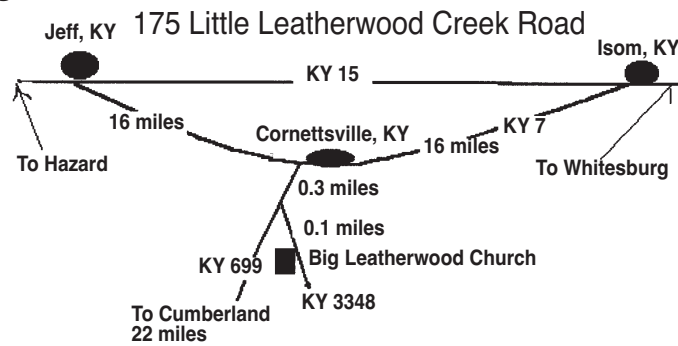 175 Little Leatherwood Creek Road
Jeff, KY
Isom, KY
KY 15
16 miles
KY 7
Cornettsville, KY
16 miles
To Hazard
To Whitesburg
0.3 miles
0.1 miles
Big Leatherwood Church
KY 699
KY 3348
To Cumberland
22 miles